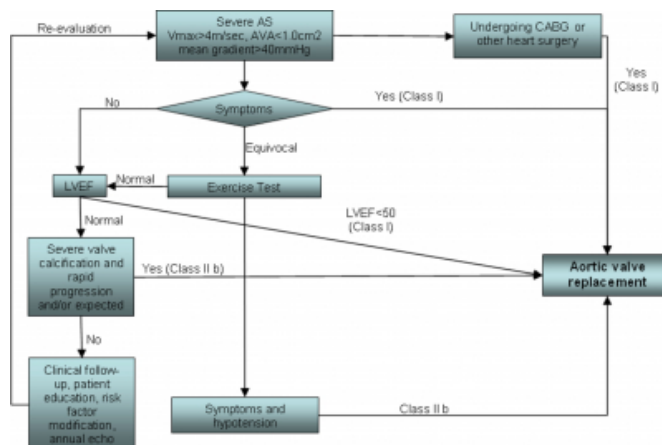 Re-evaluation
Severe AS
Vmax>4m/sec, AVA<1.0cm2
mean gradient>40mmHg
Undergoing CABG or
other heart surgery
Yes
(Class I)
No
Symptoms
Yes (Class I)
Equivocal
LVEF
Normal
Exercise Test
Normal
LVEF<50
(Class I)
Severe valve
calcification and
rapid
progression
and/or expected
Yes (Class II b)
Aortic valve
replacement
No
Clinical follow-
up, patient
education, risk
factor
modification,
annual echo
Symptoms and
hypotension
Class II b